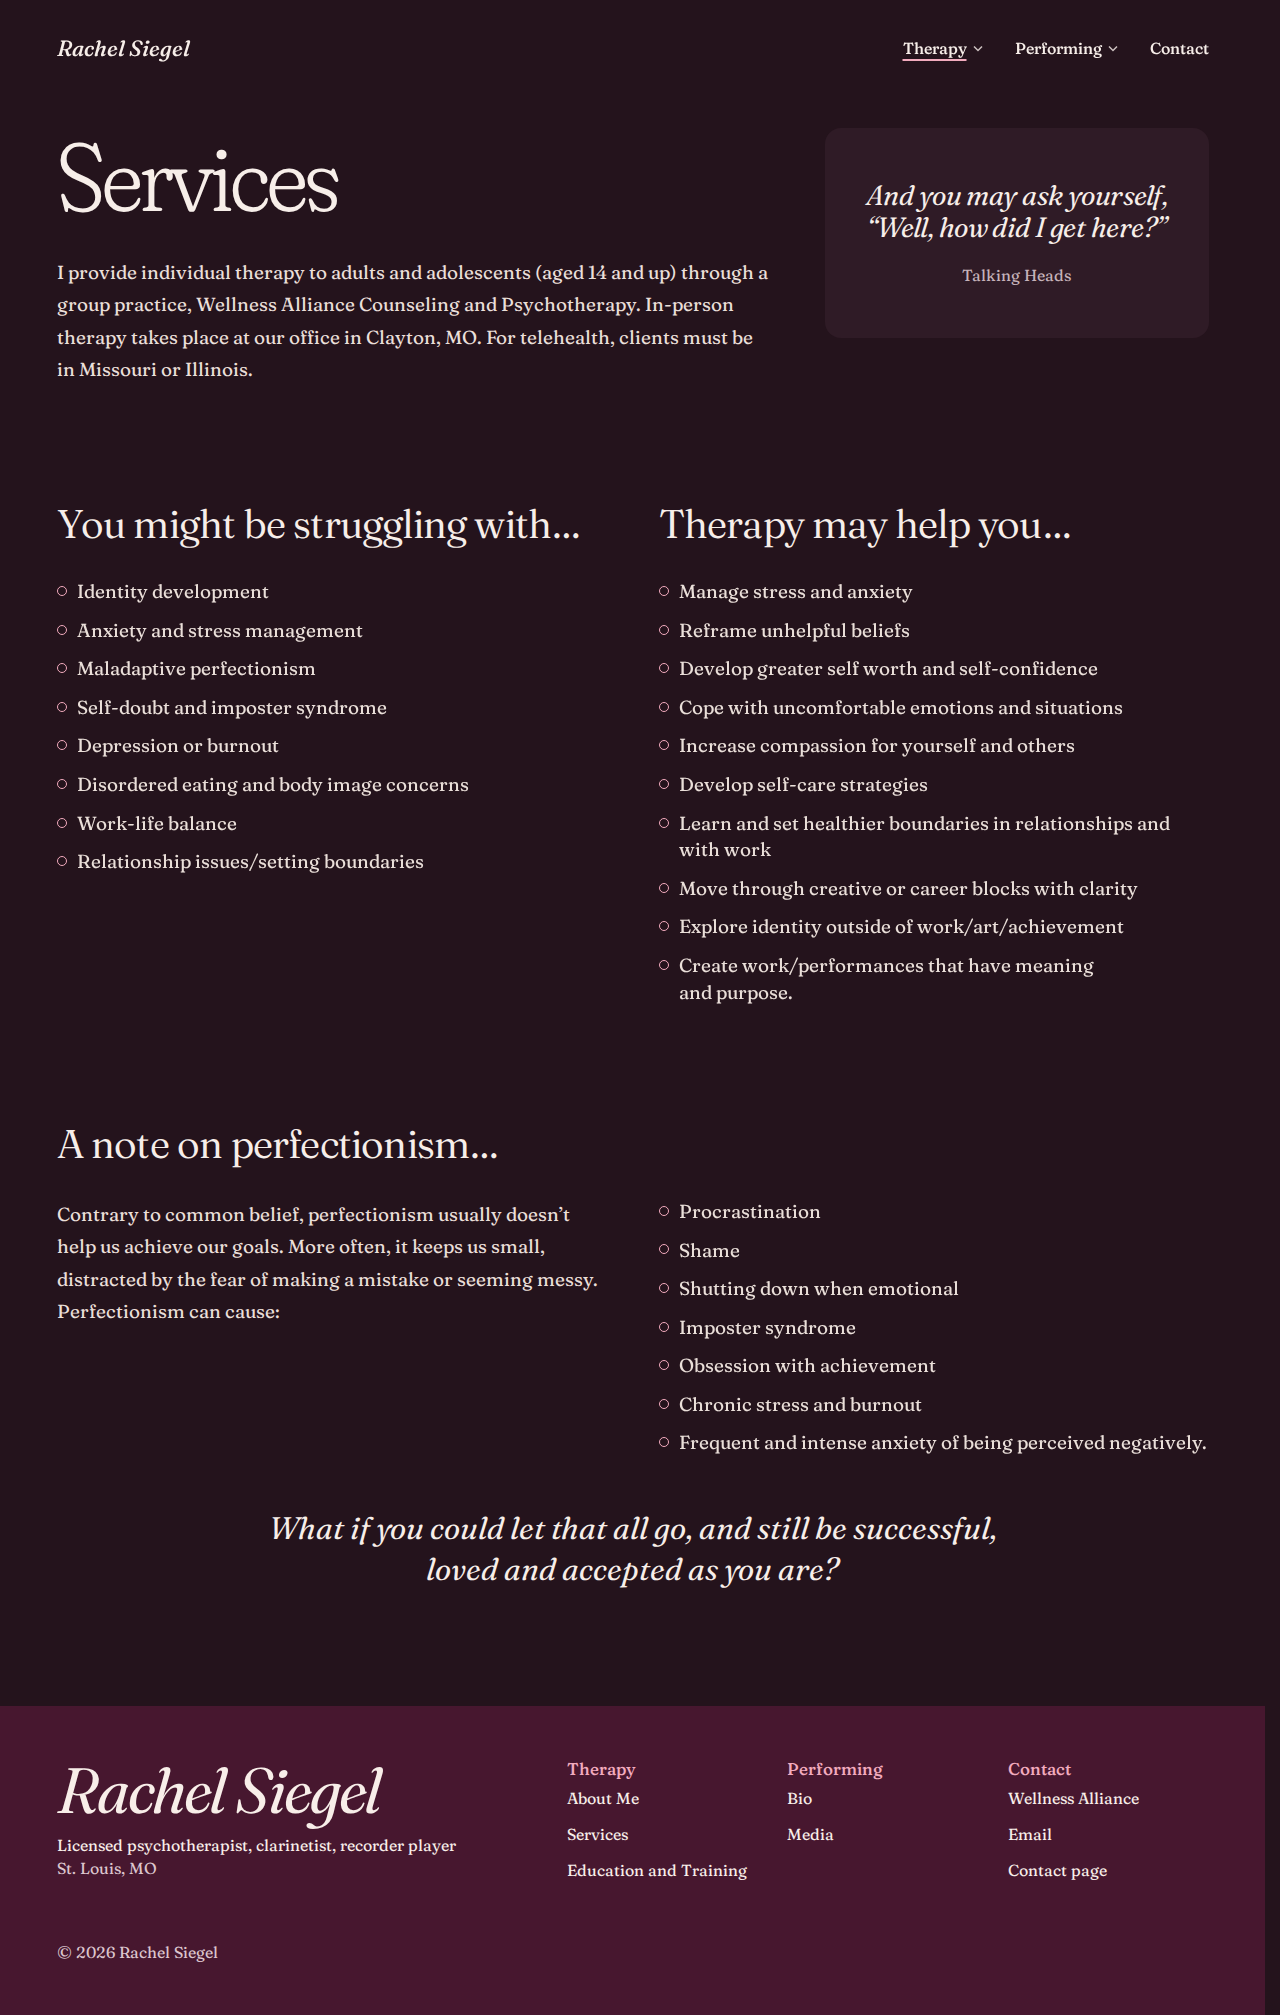 Rachel Siegel
Therapy
Performing
Contact
Services
I provide individual therapy to adults and adolescents (aged 14 and up) through a
group practice, Wellness Alliance Counseling and Psychotherapy. In-person
therapy takes place at our office in Clayton, MO. For telehealth, clients must be
in Missouri or Illinois.
And you may ask yourself,
“Well, how did I get here?”
Talking Heads
You might be struggling with…
Identity development
Anxiety and stress management
Maladaptive perfectionism
Self-doubt and imposter syndrome
Depression or burnout
Disordered eating and body image concerns
Work-life balance
Relationship issues/setting boundaries
Therapy may help you…
Manage stress and anxiety
Reframe unhelpful beliefs
Develop greater self worth and self-confidence
Cope with uncomfortable emotions and situations
Increase compassion for yourself and others
Develop self-care strategies
Learn and set healthier boundaries in relationships and
with work
Move through creative or career blocks with clarity
Explore identity outside of work/art/achievement
Create work/performances that have meaning
and purpose.
A note on perfectionism…
Contrary to common belief, perfectionism usually doesn’t
help us achieve our goals. More often, it keeps us small,
distracted by the fear of making a mistake or seeming messy.
Perfectionism can cause:
Procrastination
Shame
Shutting down when emotional
Imposter syndrome
Obsession with achievement
Chronic stress and burnout
Frequent and intense anxiety of being perceived negatively.
What if you could let that all go, and still be successful,
loved and accepted as you are?
Rachel Siegel
Licensed psychotherapist, clarinetist, recorder player
St. Louis, MO
Therapy
About Me
Services
Education and Training
Performing
Bio
Media
Contact
Wellness Alliance
Email
Contact page
© 2026 Rachel Siegel